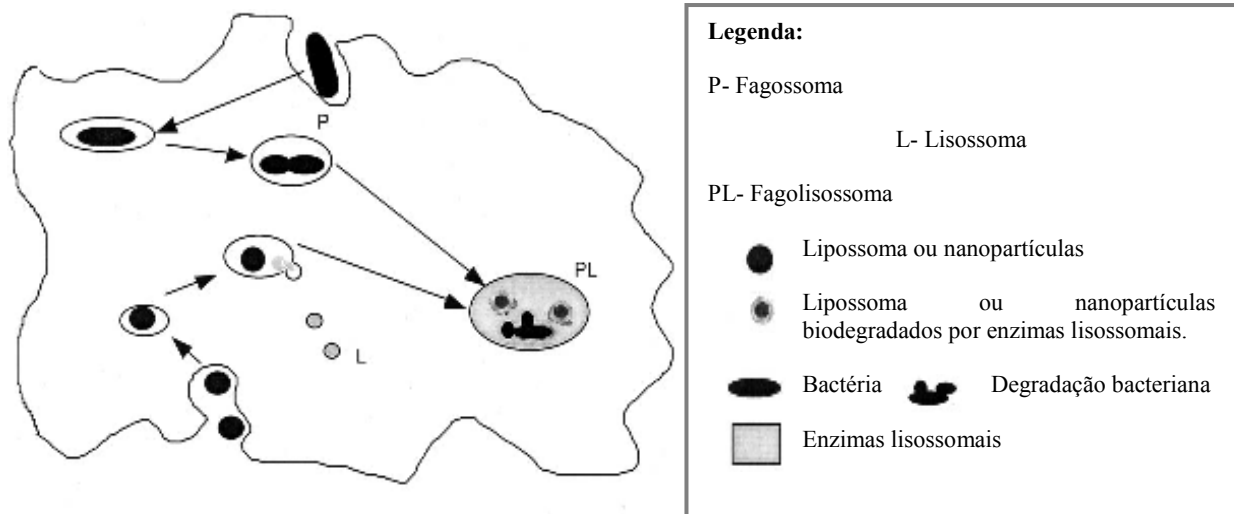 P
PL
L
Legenda:
P- Fagossoma
L- Lisossoma
PL- Fagolisossoma
Lipossoma ou nanopartículas
Lipossoma ou nanopartículas
biodegradados por enzimas lisossomais.
Bactéria Degradação bacteriana
Enzimas lisossomais